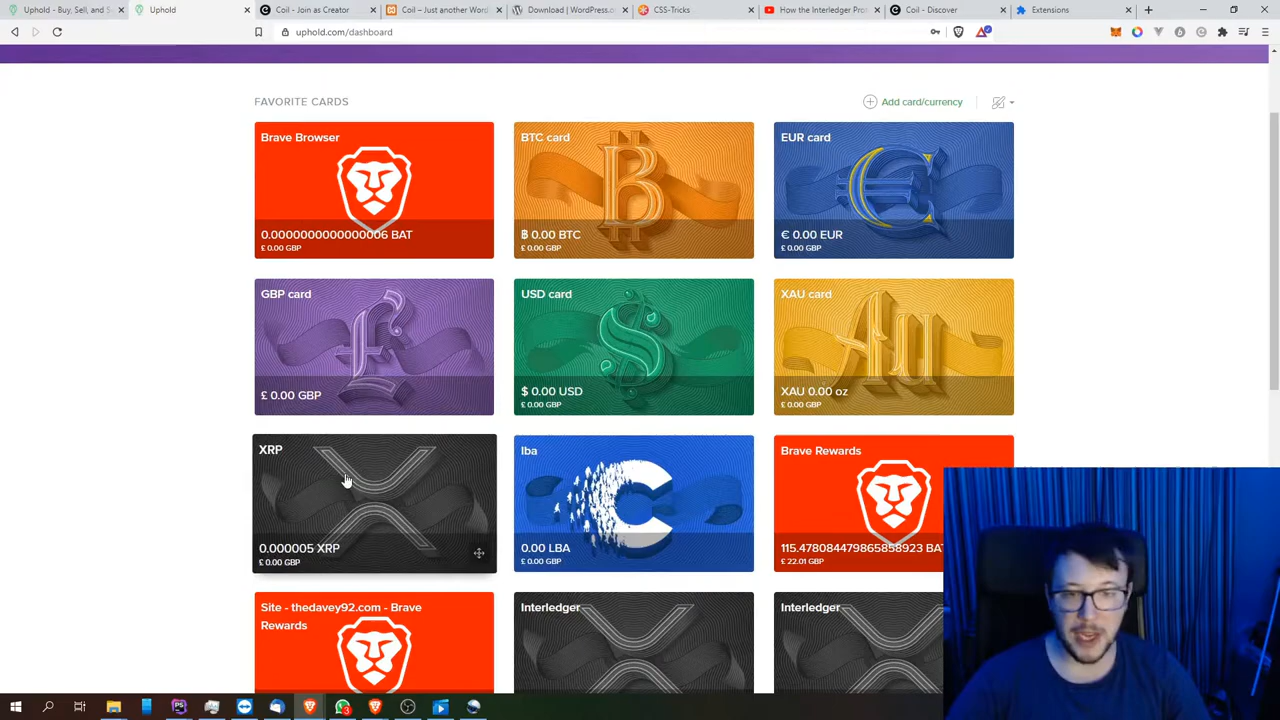 Uphold - Buy, Sell, and S
Uphold
Coil - Join as Creator
Coil – Just another Word
Download | WordPress.o
CSS-Tricks
How the Interledger Pro
Coil - Discover
Extensions
uphold.com/dashboard
FAVORITE CARDS
Add card/currency
Brave Browser
0.0000000000000006 BAT
£ 0.00 GBP
BTC card
฿ 0.00 BTC
£ 0.00 GBP
EUR card
€ 0.00 EUR
£ 0.00 GBP
GBP card
£ 0.00 GBP
USD card
$ 0.00 USD
£ 0.00 GBP
XAU card
Au
XAU 0.00 oz
£ 0.00 GBP
XRP
0.000005 XRP
£ 0.00 GBP
lba
0.00 LBA
£ 0.00 GBP
Brave Rewards
115.478084479865858923 BA
£ 22.01 GBP
Site - thedavey92.com - Brave
Rewards
Interledger
Interledger